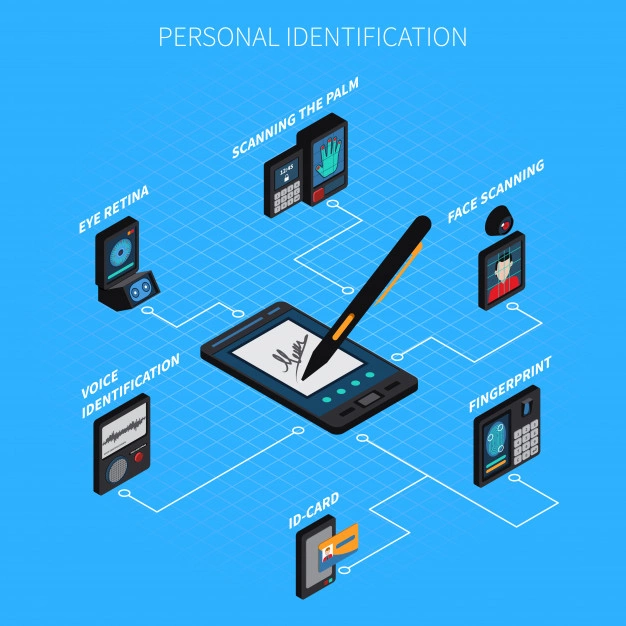 PERSONAL IDENTIFICATION
SCANNING THE PALM
12:45
FACE SCANNING
EYE RETINA
VOICE
IDENTIFICATION
FINGERPRINT
ID-CARD